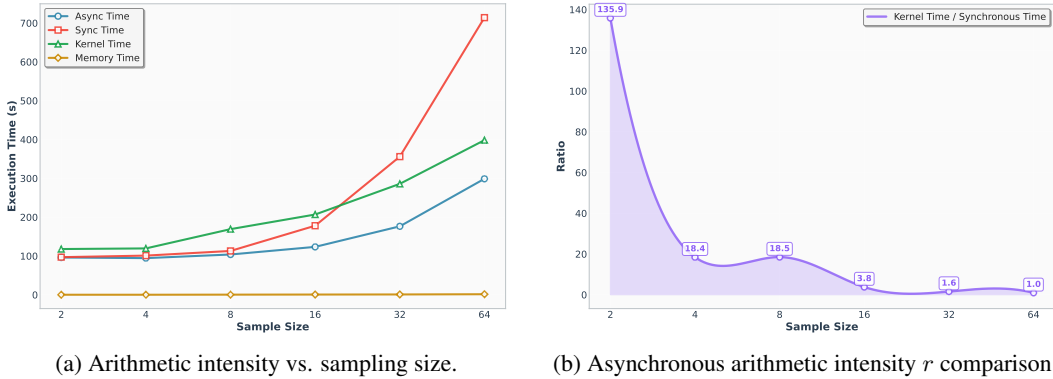 Async Time
Sync Time
Kernel Time
Memory Time
Execution Time (s)
700
600
500
400
300
200
100
0
2 4 8 16 32 64
Sample Size
(a) Arithmetic intensity vs. sampling size.
Kernel Time / Synchronous Time
Ratio
140
120
100
80
60
40
20
0
135.9
18.4
18.5
3.8
1.6
1.0
2 4 8 16 32 64
Sample Size
(b) Asynchronous arithmetic intensity r comparison